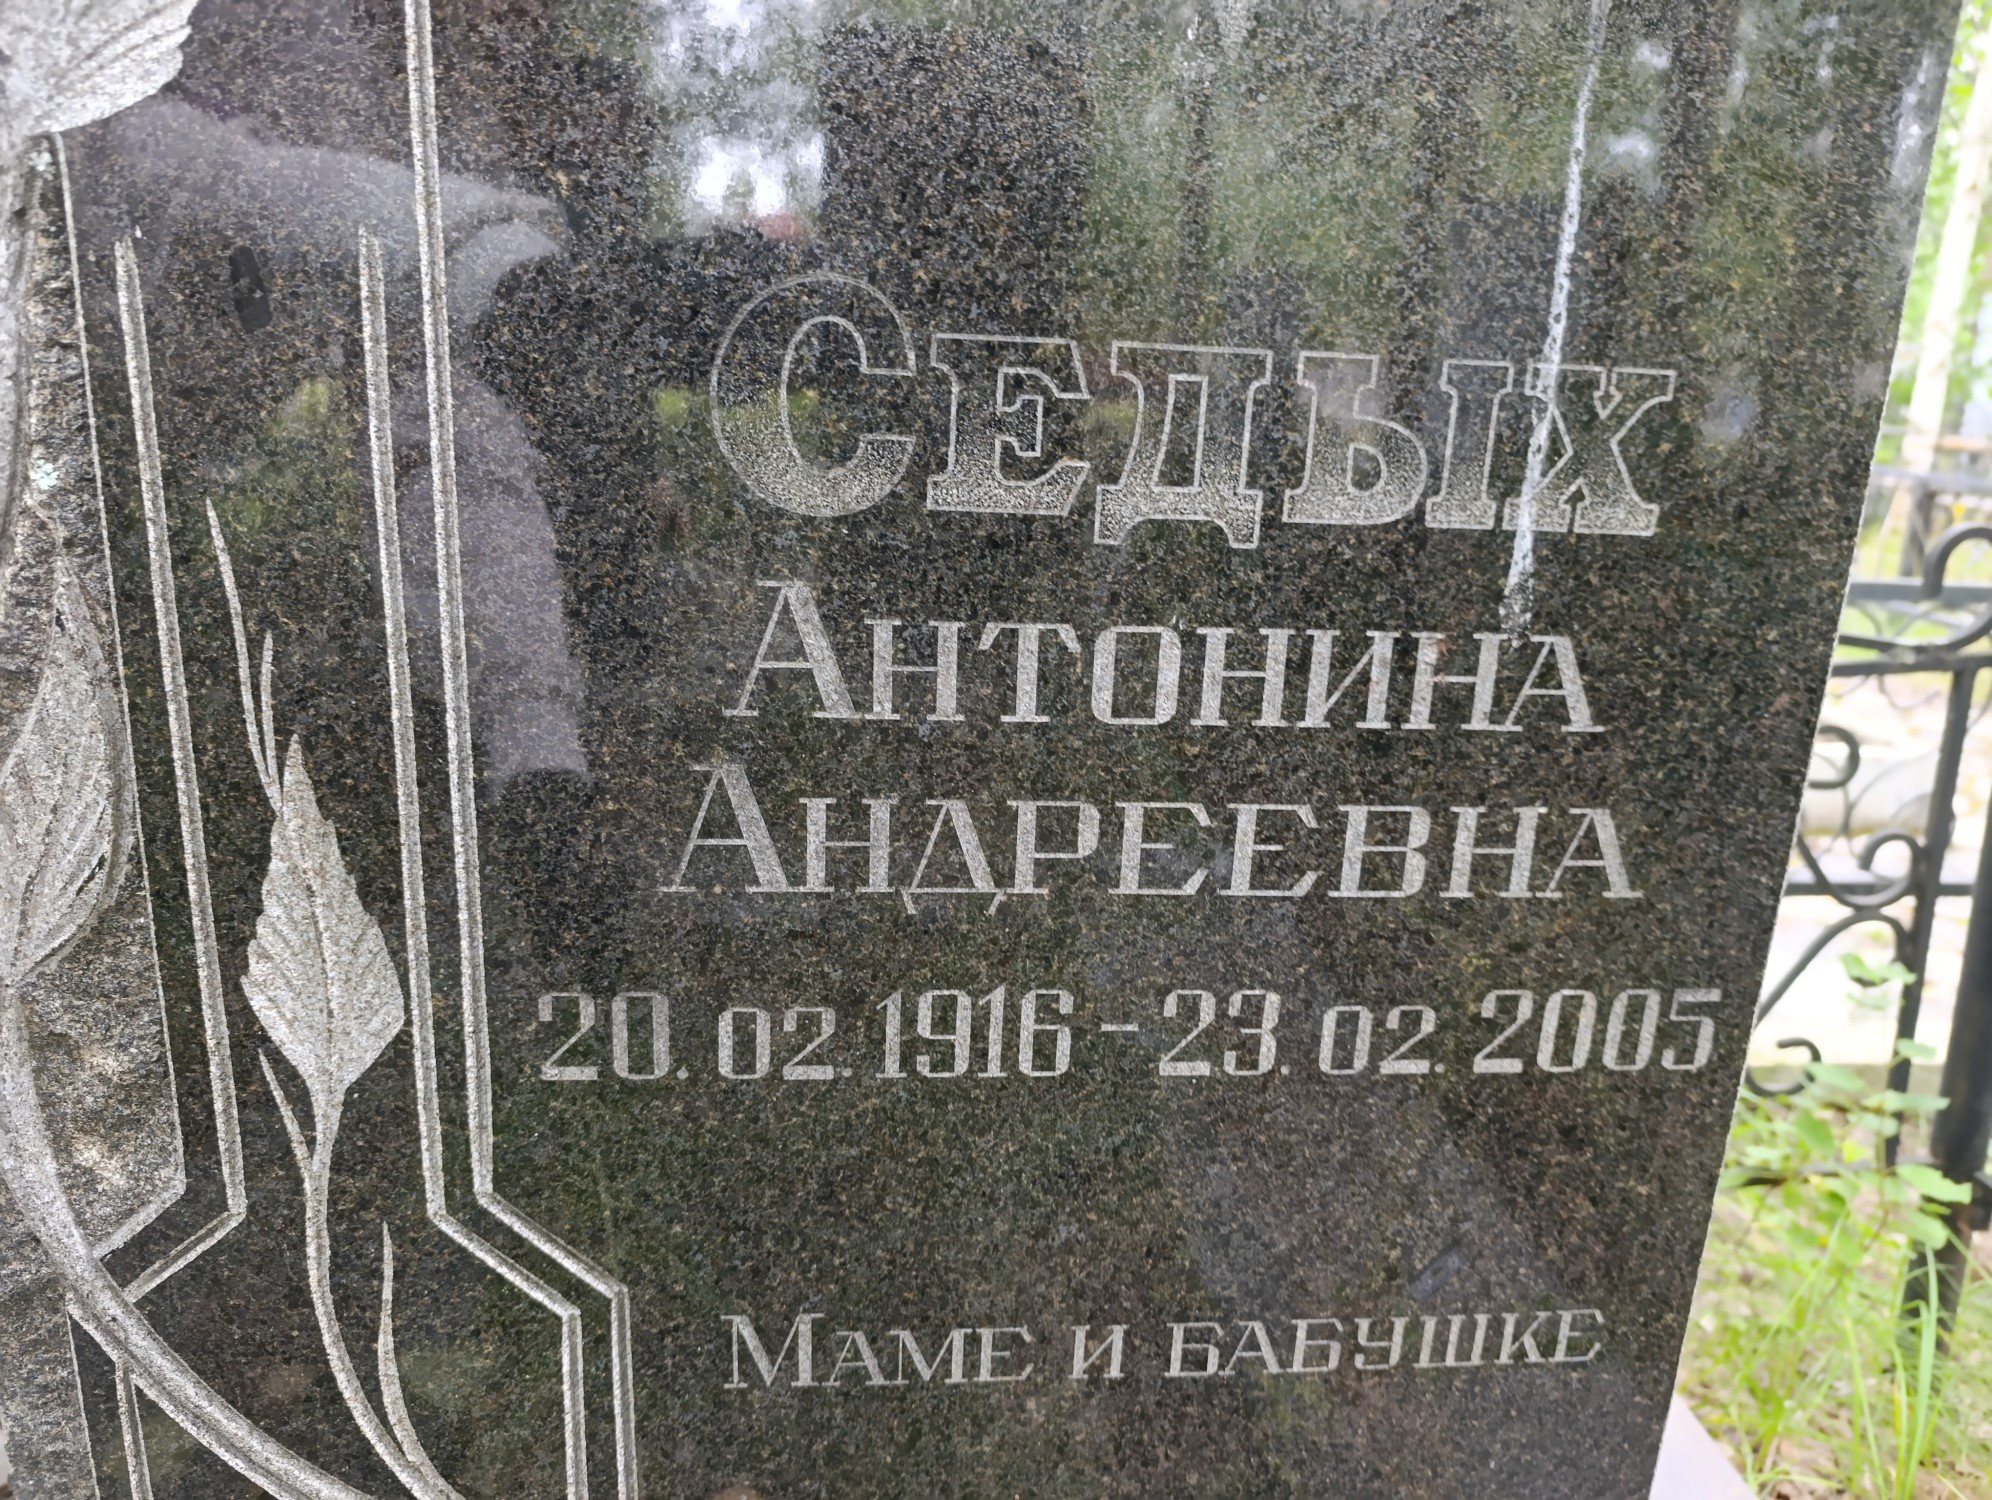 Седых
Антонина
Андреевна
20.02.1916-23.02.2005
Маме и бабушке